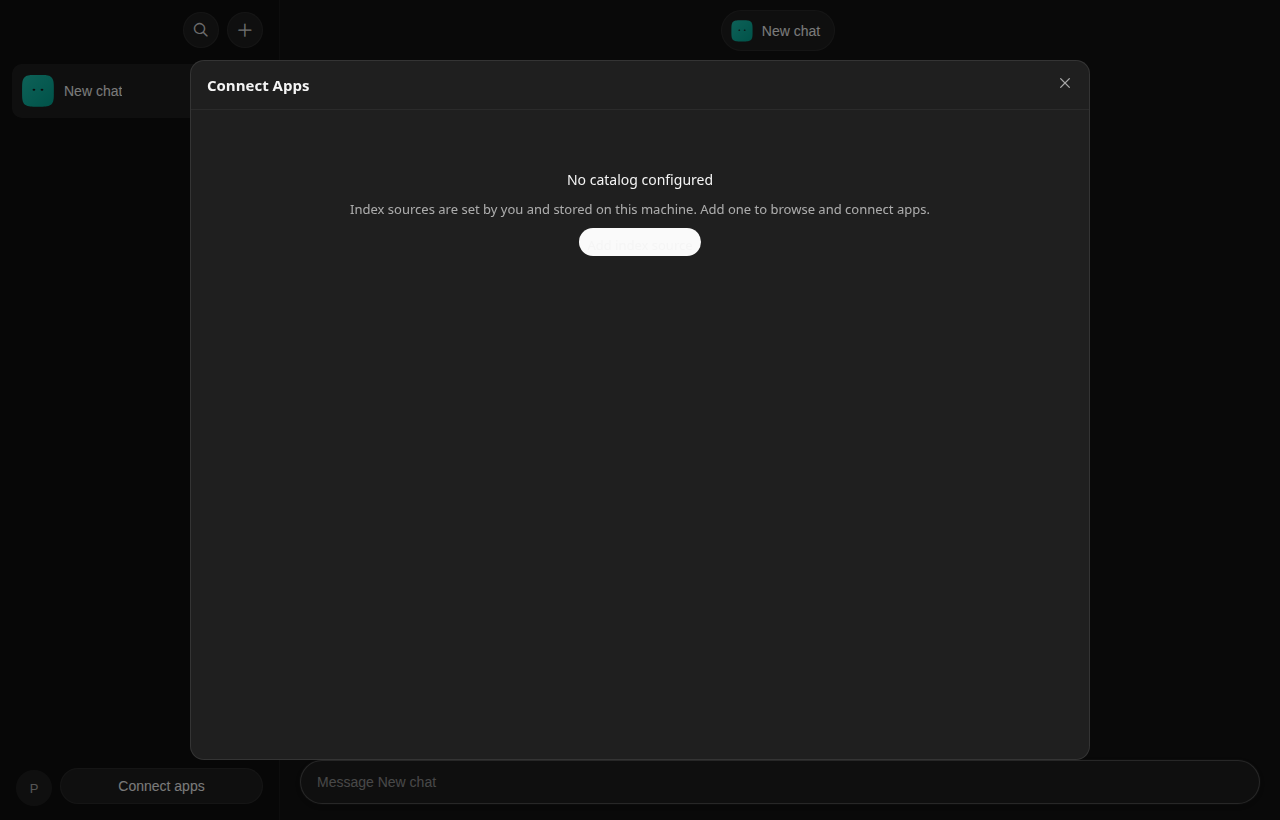 New chat
New chat
Connect Apps
No catalog configured
Index sources are set by you and stored on this machine. Add one to browse and connect apps.
P
Connect apps
Message New chat